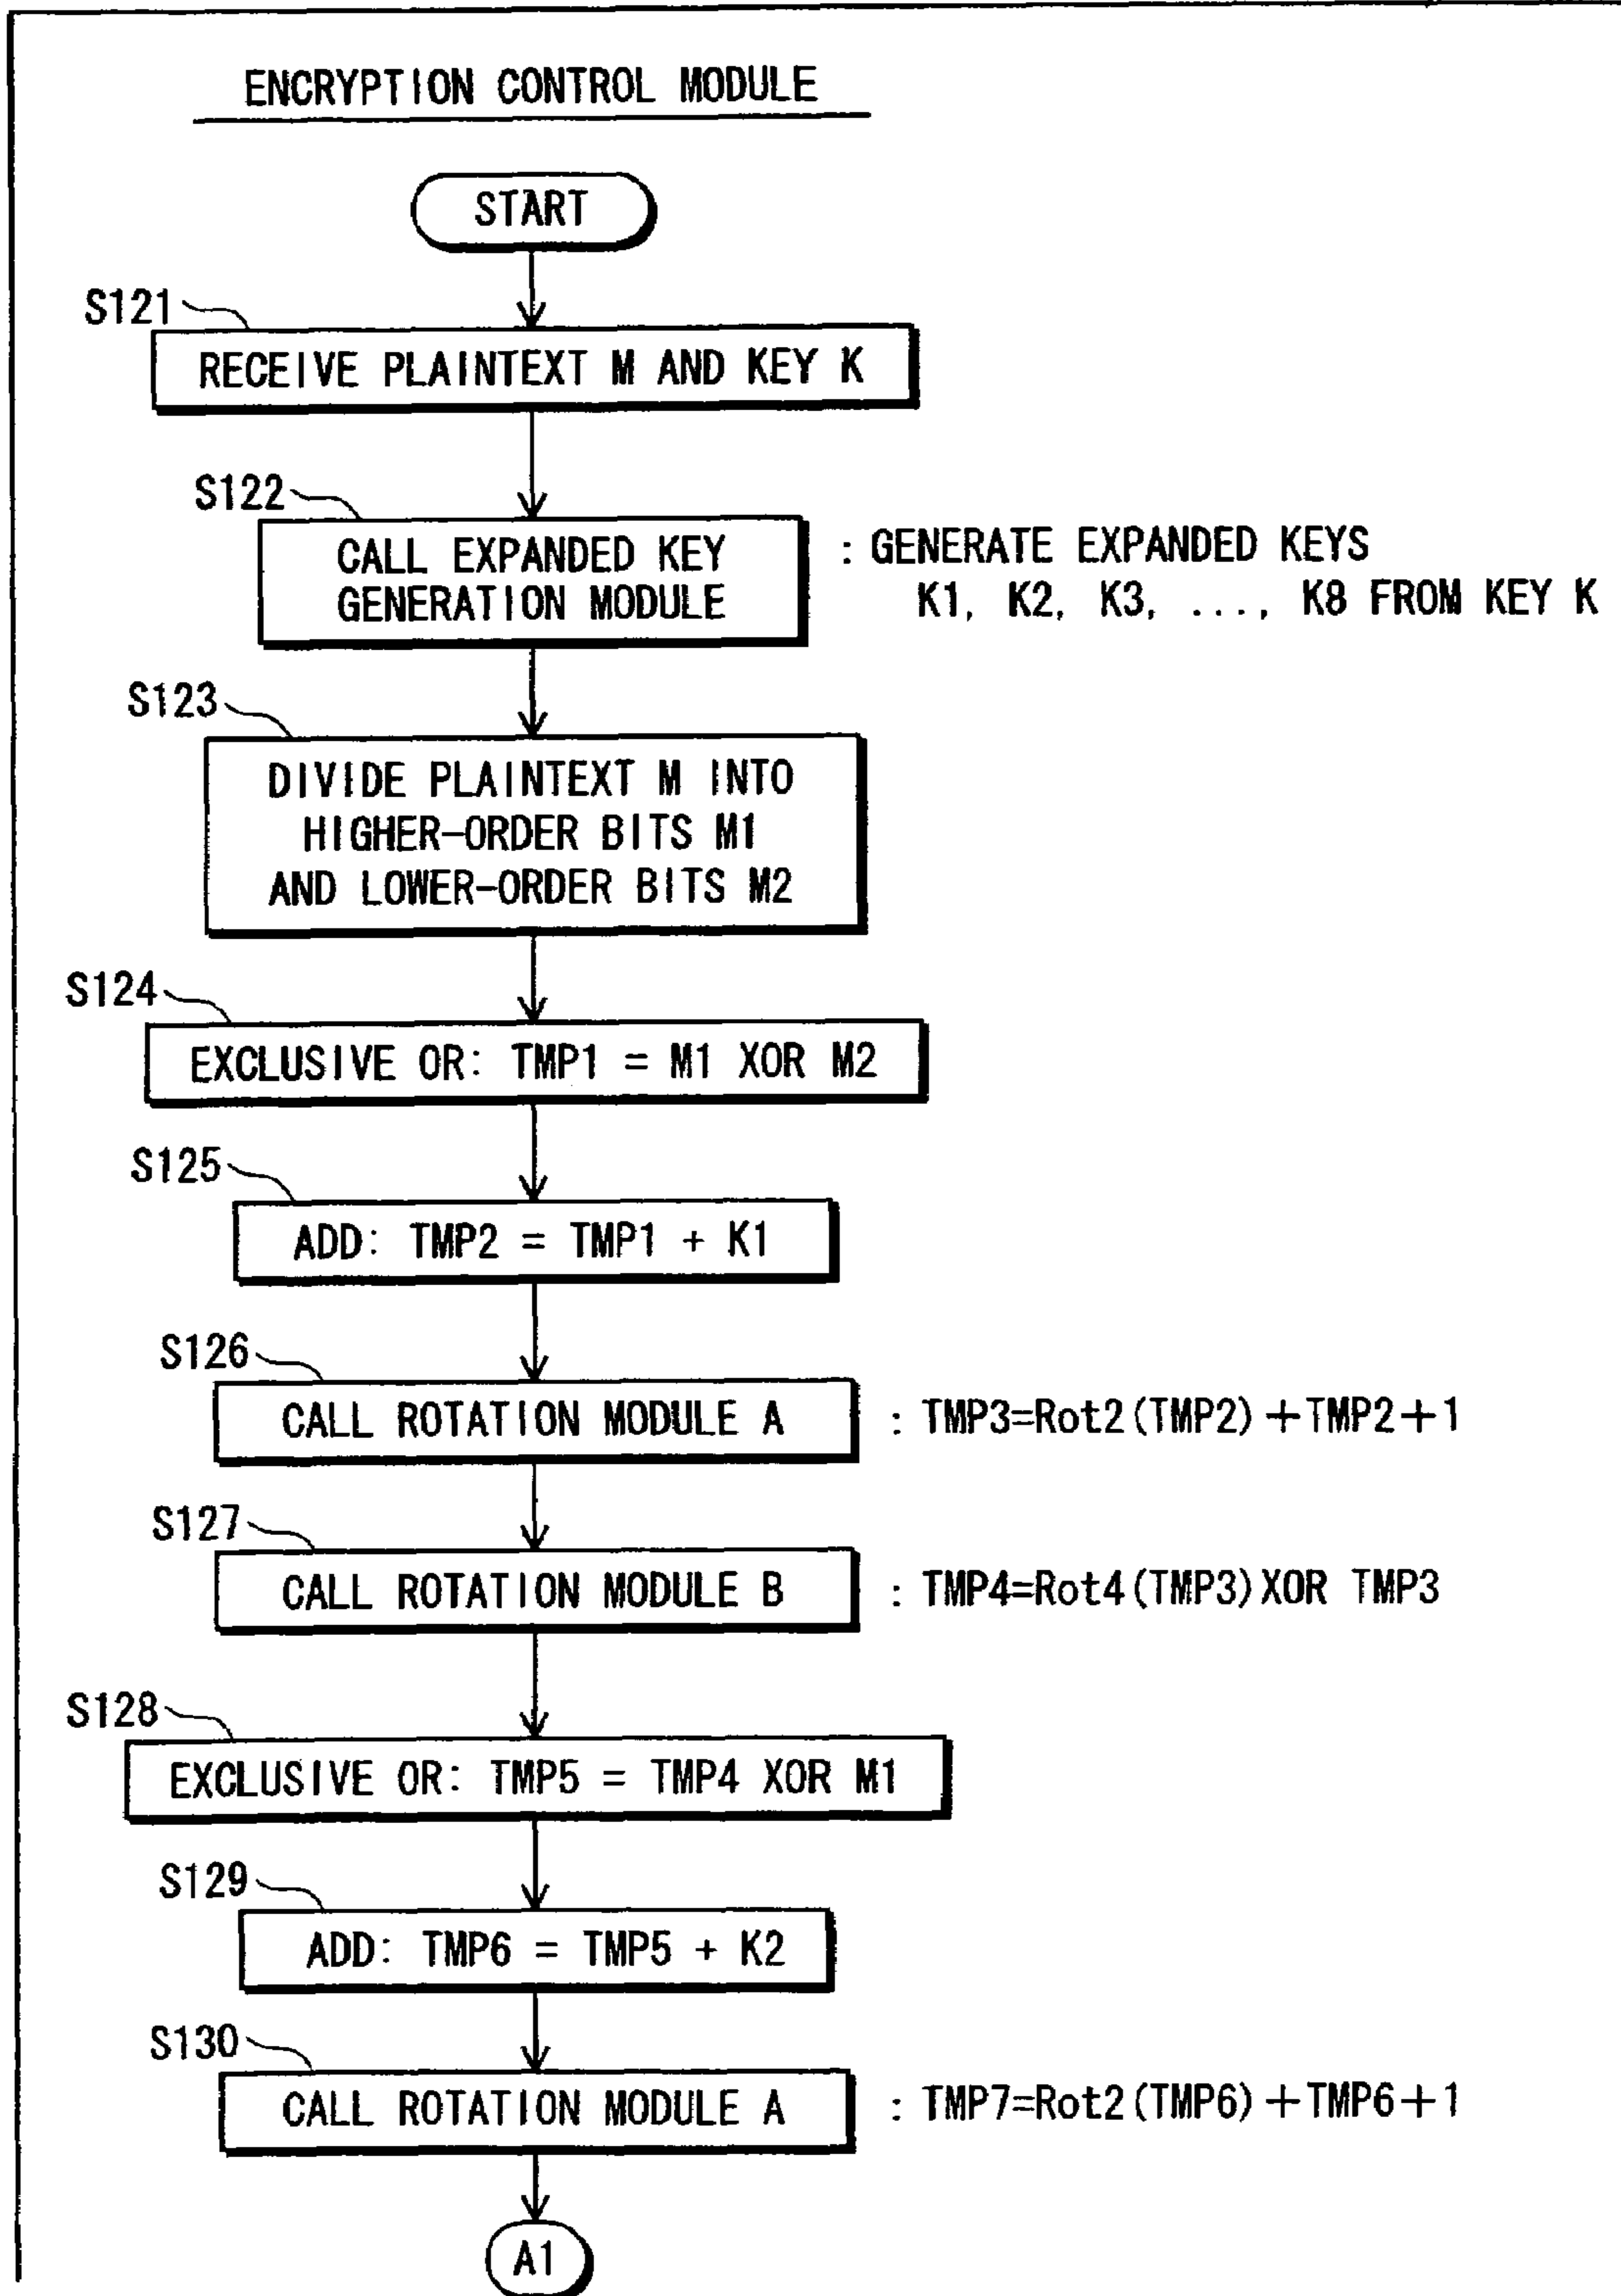 ENCRYPTION CONTROL MODULE
START
S121
RECEIVE PLAINTEXT M AND KEY K
S122
CALL EXPANDED KEY
GENERATION MODULE
: GENERATE EXPANDED KEYS
K1, K2, K3, ..., K8 FROM KEY K
S123
DIVIDE PLAINTEXT M INTO
HIGHER-ORDER BITS M1
AND LOWER-ORDER BITS M2
S124
EXCLUSIVE OR: TMP1 = M1 XOR M2
S125
ADD: TMP2 = TMP1 + K1
S126
CALL ROTATION MODULE A
: TMP3=Rot2(TMP2)+TMP2+1
S127
CALL ROTATION MODULE B
: TMP4=Rot4(TMP3)XOR TMP3
S128
EXCLUSIVE OR: TMP5 = TMP4 XOR M1
S129
ADD: TMP6 = TMP5 + K2
S130
CALL ROTATION MODULE A
: TMP7=Rot2(TMP6)+TMP6+1
A1